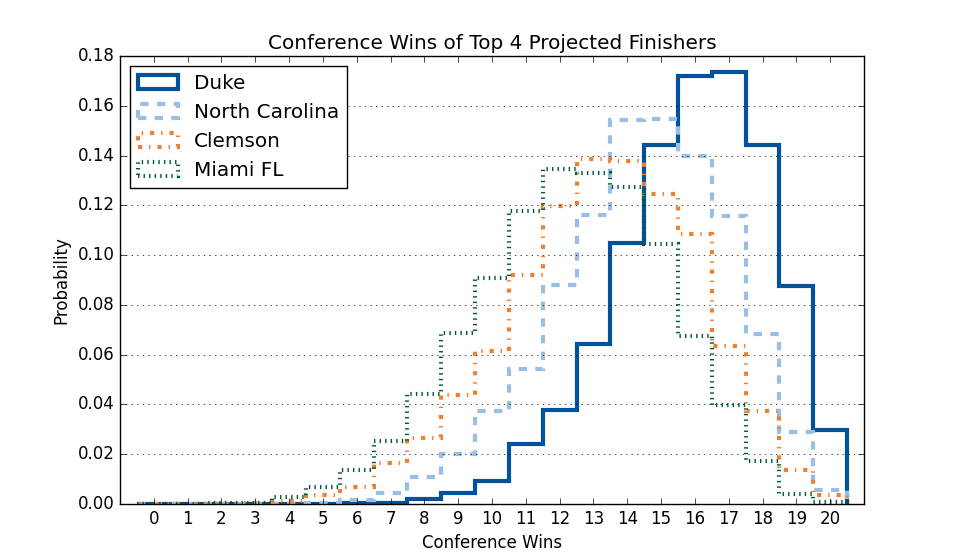 Conference Wins of Top 4 Projected Finishers
0.18
0.16
0.14
0.12
0.10
0.08
0.06
0.04
0.02
0.00
Probability
Duke
North Carolina
Clemson
Miami FL
0 1 2 3 4 5 6 7 8 9 10 11 12 13 14 15 16 17 18 19 20
Conference Wins